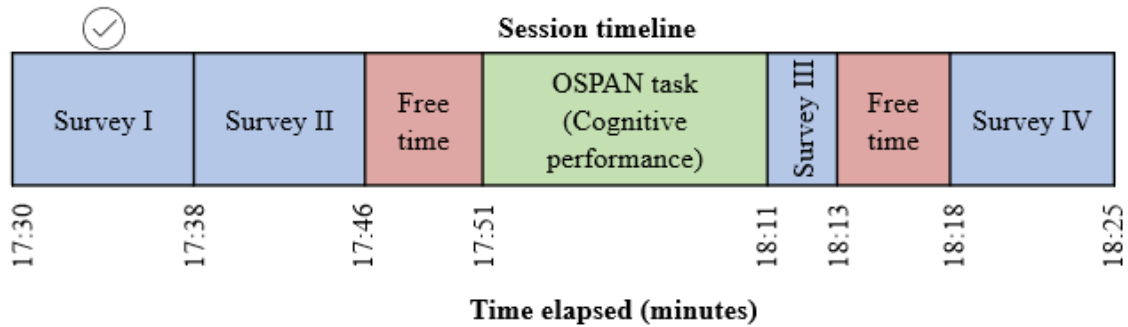 Session timeline
Survey I
Survey II
Free
time
OSPAN task
(Cognitive
performance)
Survey III
Free
time
Survey IV
17:30
17:38
17:46
17:51
18:11
18:13
18:18
18:25
Time elapsed (minutes)